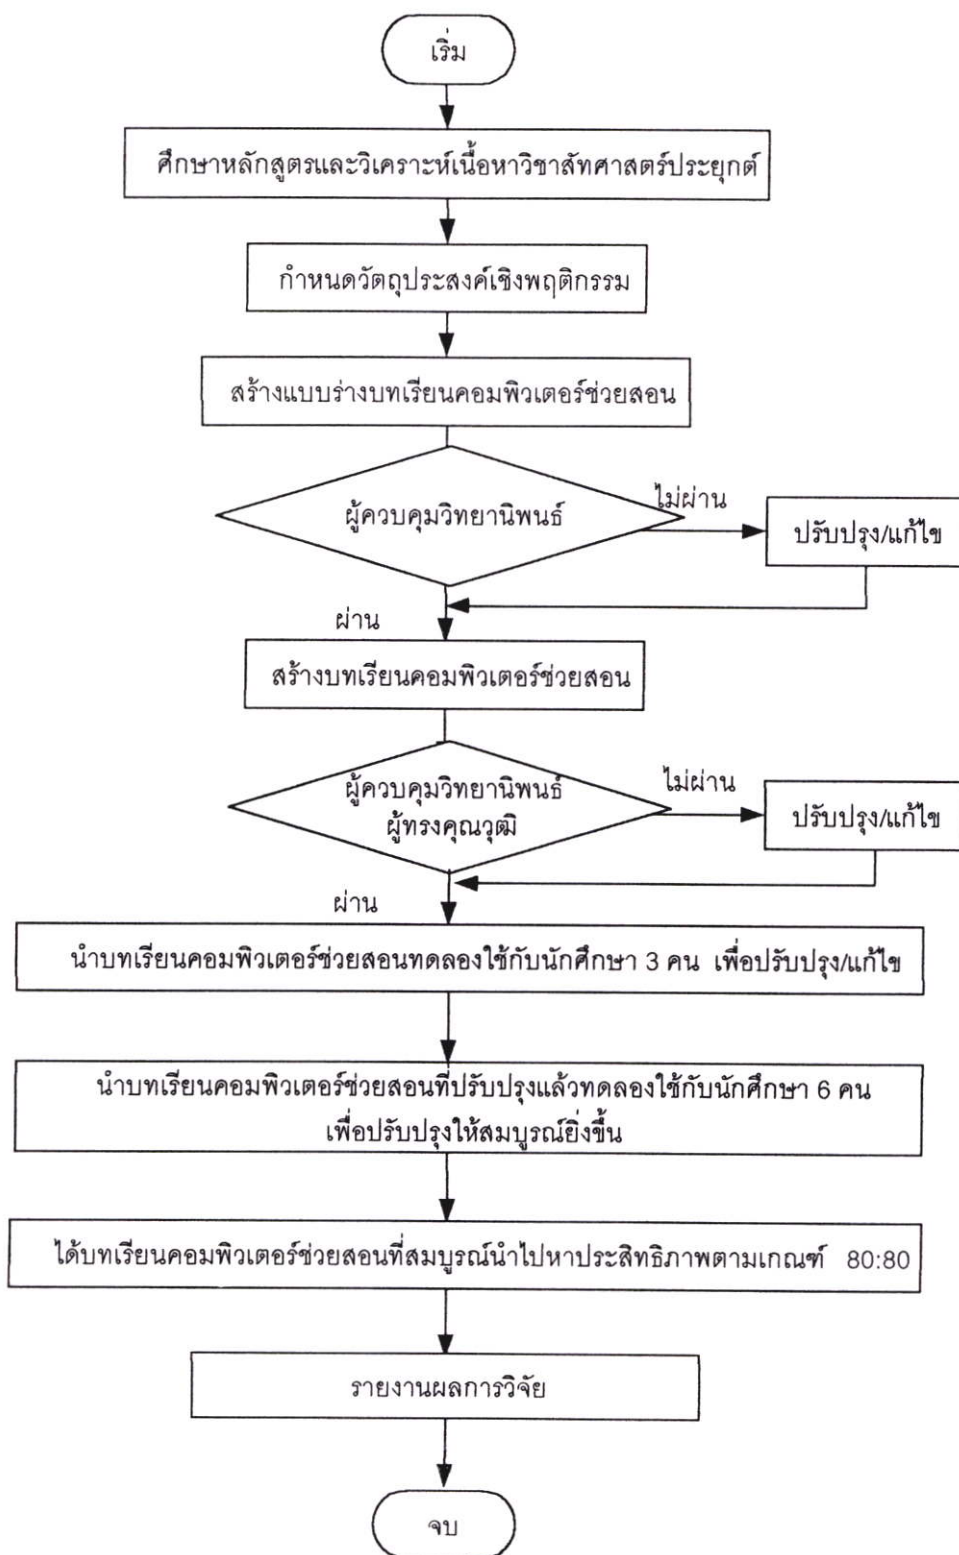 เริ่ม
ศึกษาหลักสูตรและวิเคราะห์เนื้อหาวิชาสัทศาสตร์ประยุกต์
กำหนดวัตถุประสงค์เชิงพฤติกรรม
สร้างแบบร่างบทเรียนคอมพิวเตอร์ช่วยสอน
ผู้ควบคุมวิทยานิพนธ์
ไม่ผ่าน
ปรับปรุง/แก้ไข
ผ่าน
สร้างบทเรียนคอมพิวเตอร์ช่วยสอน
ผู้ควบคุมวิทยานิพนธ์
ผู้ทรงคุณวุฒิ
ไม่ผ่าน
ปรับปรุง/แก้ไข
ผ่าน
นำบทเรียนคอมพิวเตอร์ช่วยสอนทดลองใช้กับนักศึกษา 3 คน เพื่อปรับปรุง/แก้ไข
นำบทเรียนคอมพิวเตอร์ช่วยสอนที่ปรับปรุงแล้วทดลองใช้กับนักศึกษา 6 คน
เพื่อปรับปรุงให้สมบูรณ์ยิ่งขึ้น
ได้บทเรียนคอมพิวเตอร์ช่วยสอนที่สมบูรณ์นำไปหาประสิทธิภาพตามเกณฑ์ 80:80
รายงานผลการวิจัย
จบ